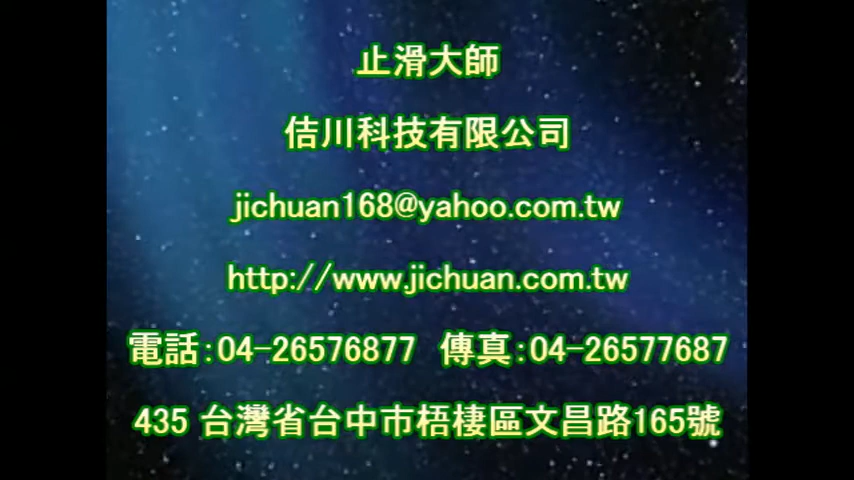 止滑大師
佶川科技有限公司
jichuan168@yahoo.com.tw
http://www.jichuan.com.tw
電話:04-26576877 傳真:04-26577687
435 台灣省台中市梧棲區文昌路165號